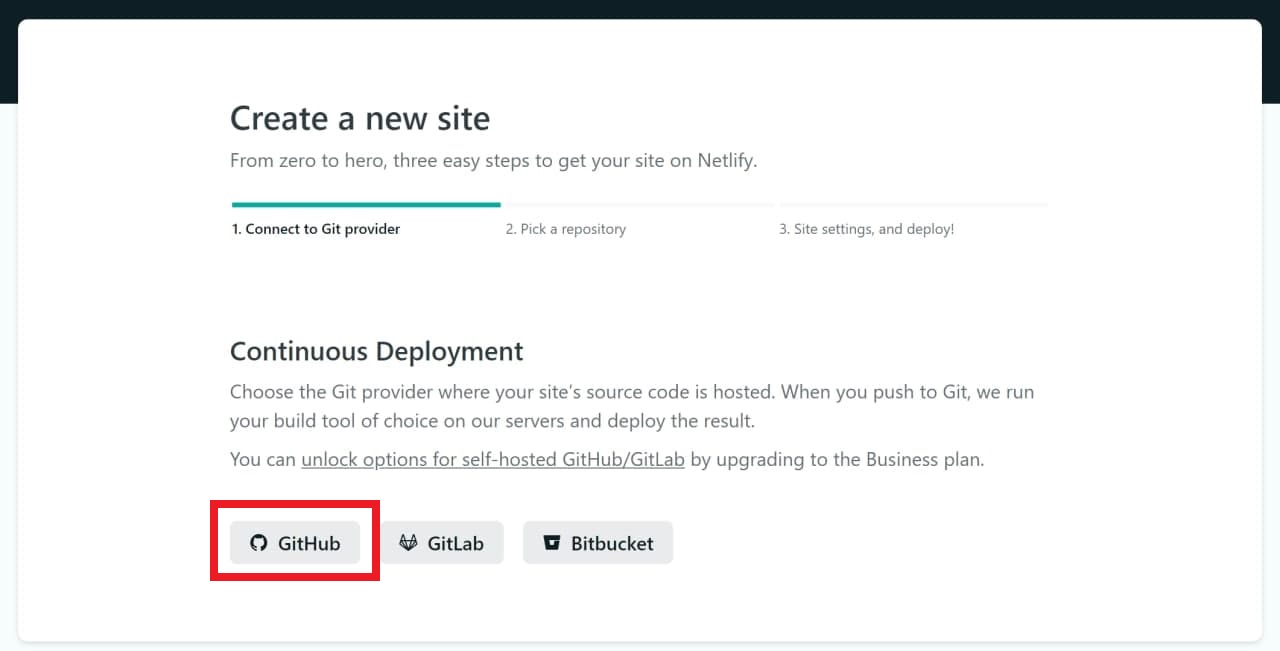 Create a new site
From zero to hero, three easy steps to get your site on Netlify.
1. Connect to Git provider
2. Pick a repository
3. Site settings, and deploy!
Continuous Deployment
Choose the Git provider where your site's source code is hosted. When you push to Git, we run
your build tool of choice on our servers and deploy the result.
You can unlock options for self-hosted GitHub/GitLab by upgrading to the Business plan.
GitHub
GitLab
Bitbucket